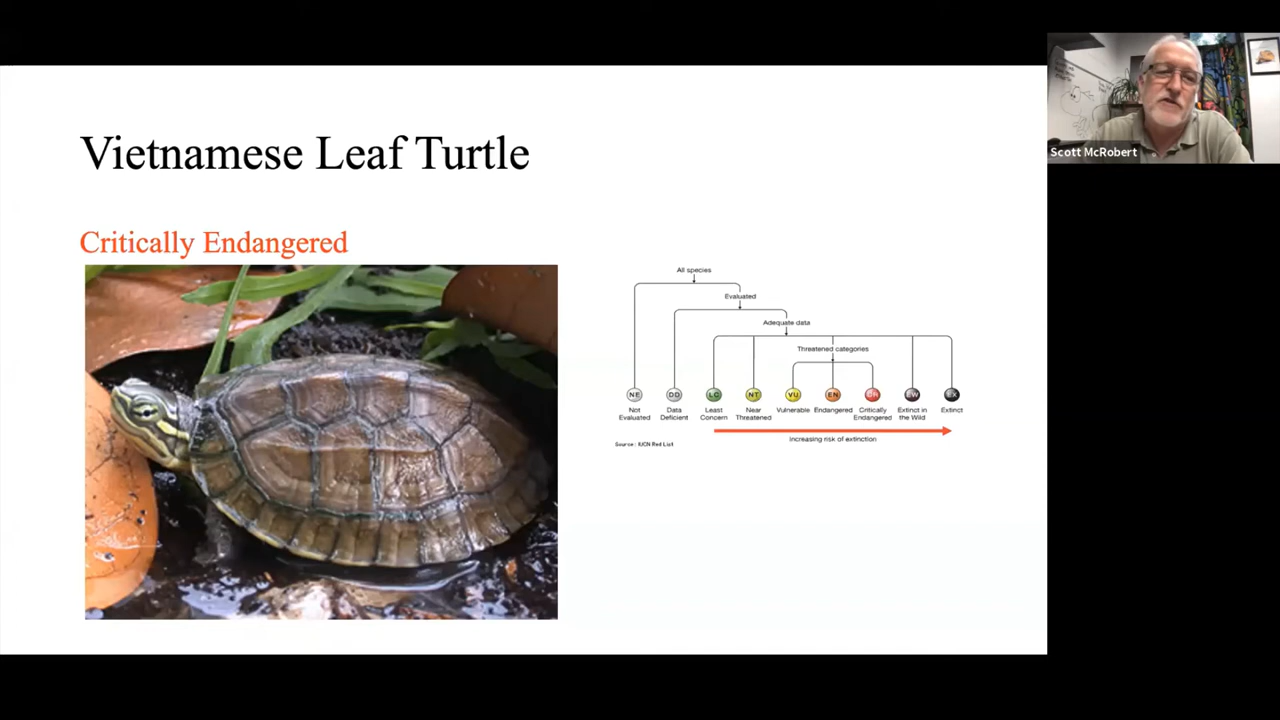 Vietnamese Leaf Turtle
Critically Endangered
All species
Evaluated
Adequate data
Threatened categories
NE
DD
LC
NT
VU
EN
CR
EW
EX
Not Evaluated
Data Deficient
Least Concern
Near Threatened
Vulnerable
Endangered
Critically Endangered
Extinct in the Wild
Extinct
Increasing risk of extinction
Source : IUCN Red List
Scott McRobert